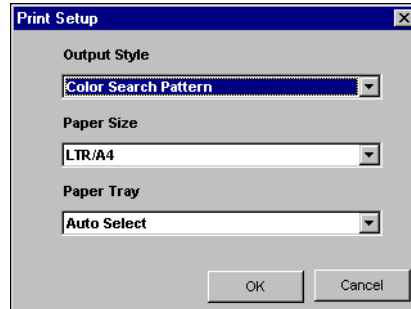 Print Setup
Output Style
Color Search Pattern
Paper Size
LTR/A4
Paper Tray
Auto Select
OK Cancel